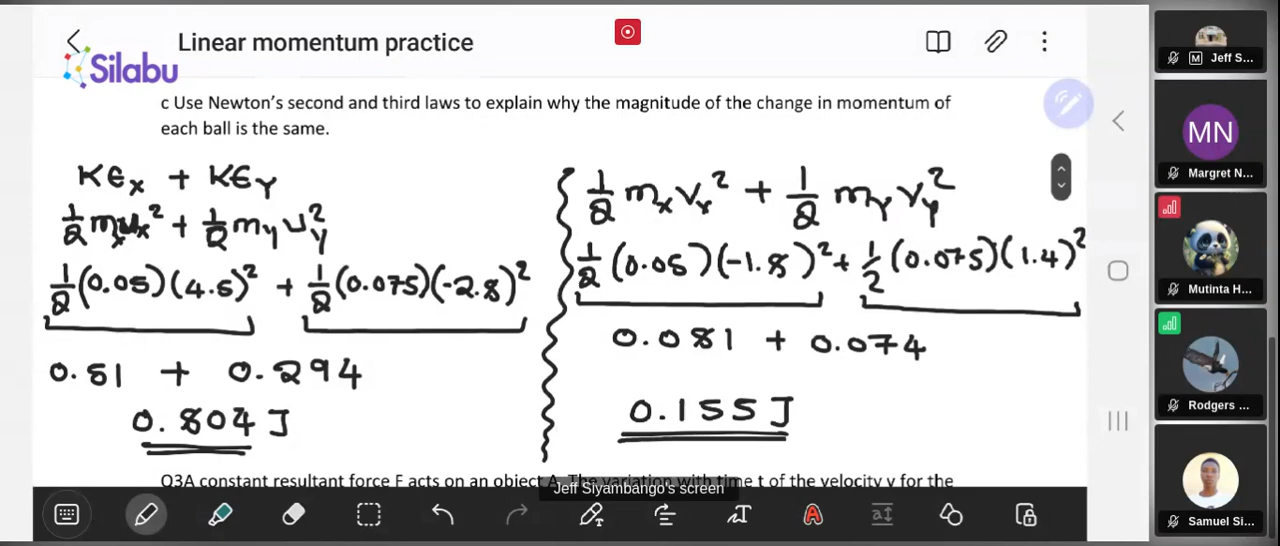 Linear momentum practice
Silabu
c Use Newton's second and third laws to explain why the magnitude of the change in momentum of
each ball is the same.
KEx + KEY
½mxux² + ½myuy²
½(0.05)(4.5)² + ½(0.075)(-2.8)²
0.51 + 0.294
0.804 J
½mxvx² + ½myvy²
½(0.05)(-1.8)² + ½(0.075)(1.4)²
0.081 + 0.074
0.155J
Q3A constant resultant force F acts on an object A. The variation with time t of the velocity v for the
Jeff Siyambango's screen
M Jeff S...
MN
Margret N...
Mutinta H...
Rodgers ...
Samuel Si...